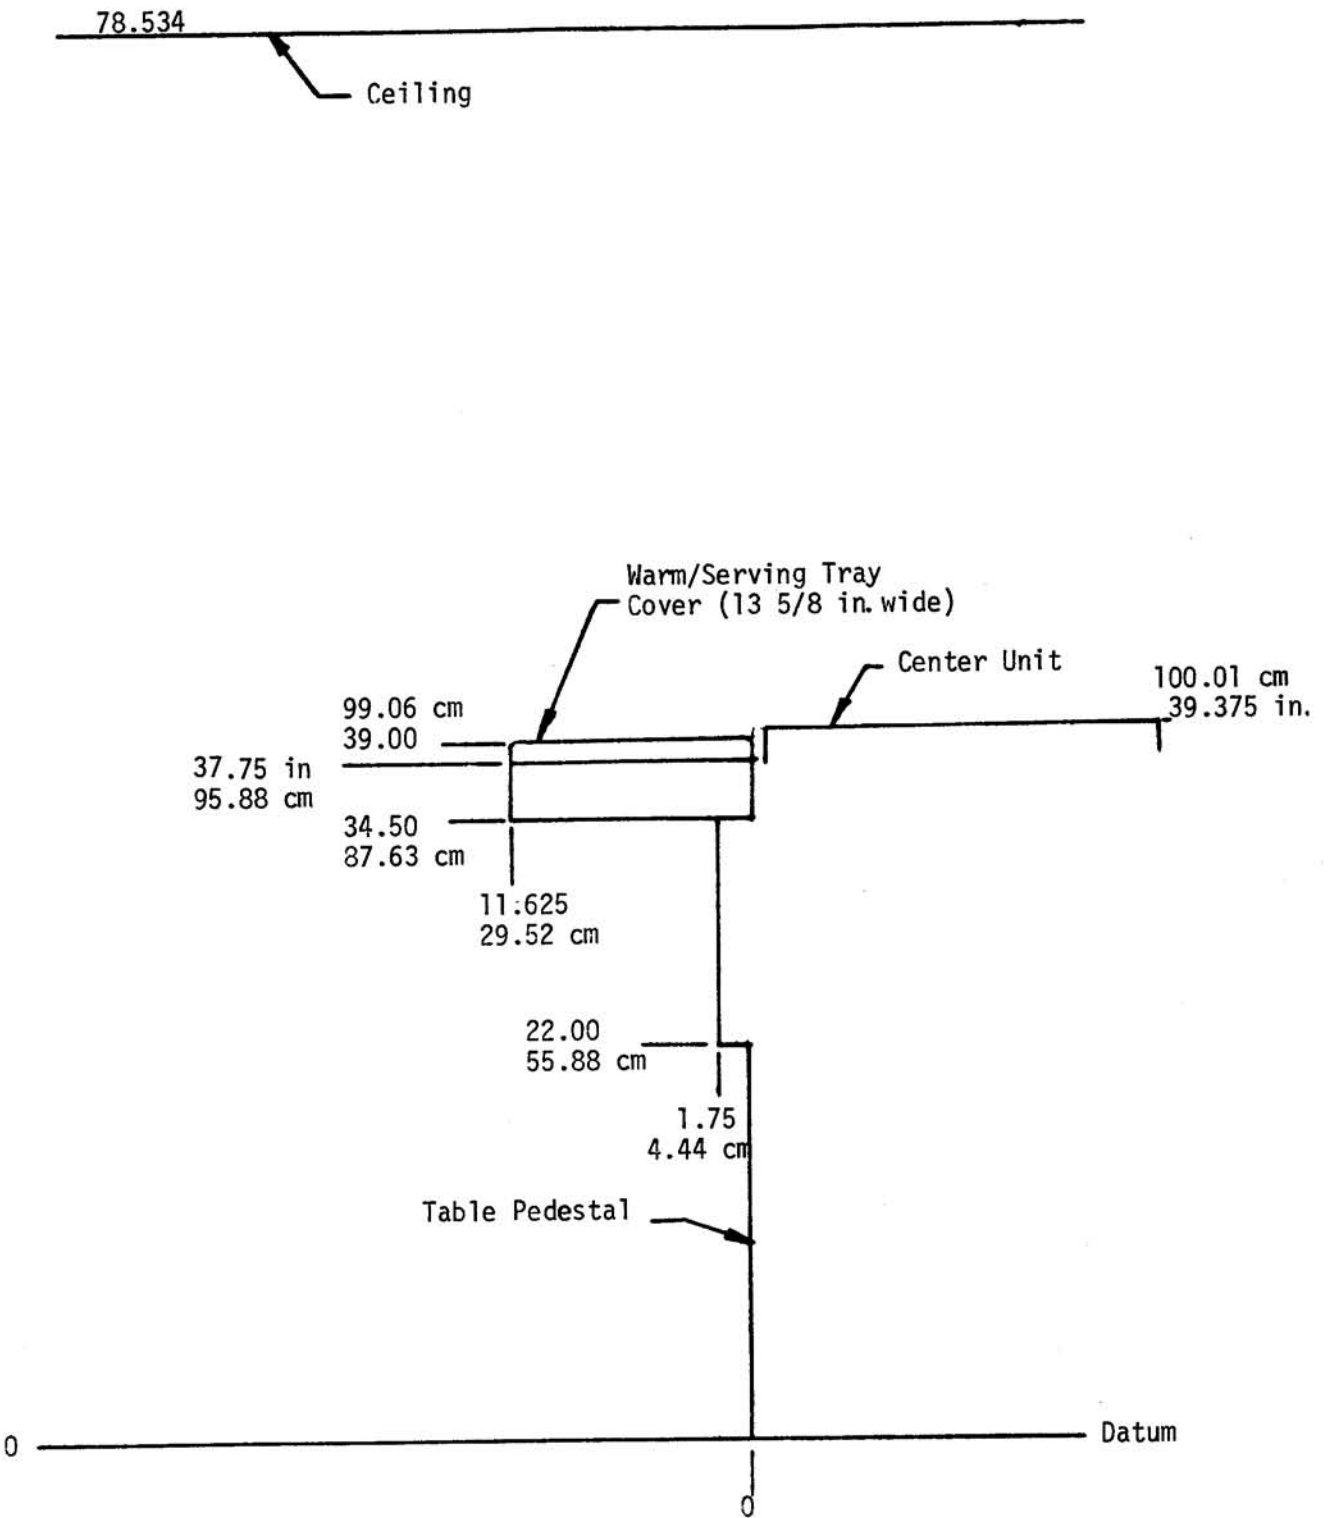 78.534
Ceiling
Warm/Serving Tray
Cover (13 5/8 in. wide)
Center Unit
100.01 cm
39.375 in.
99.06 cm
39.00
37.75 in
95.88 cm
34.50
87.63 cm
11.625
29.52 cm
22.00
55.88 cm
1.75
4.44 cm
Table Pedestal
0
Datum
0